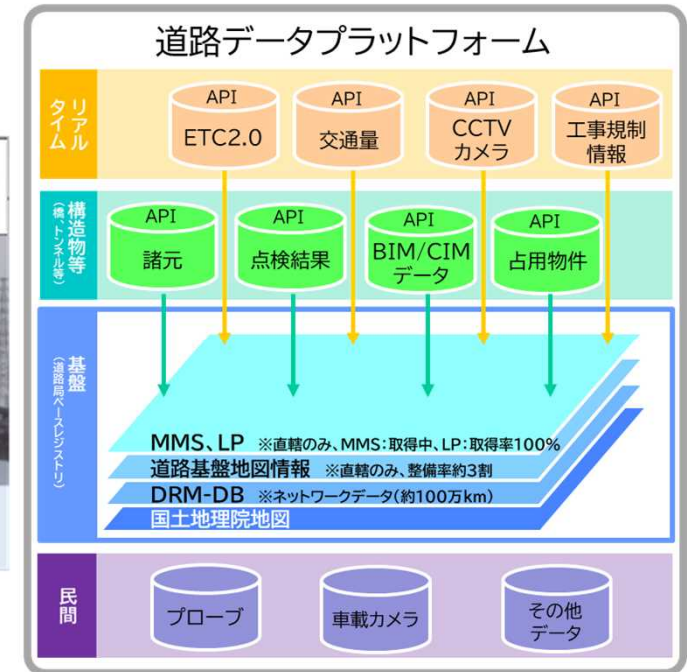 道路データプラットフォーム
リアル
タイム
API
ETC2.0
API
交通量
API
CCTV
カメラ
API
工事規制
情報
構造物等
(橋、トンネル等)
API
諸元
API
点検結果
API
BIM/CIM
データ
API
占用物件
基盤
(道路局ベースレジストリ)
MMS、LP ※直轄のみ、MMS:取得中、LP:取得率100%
道路基盤地図情報 ※直轄のみ、整備率約3割
DRM-DB ※ネットワークデータ(約100万km)
国土地理院地図
民間
プローブ
車載カメラ
その他
データ